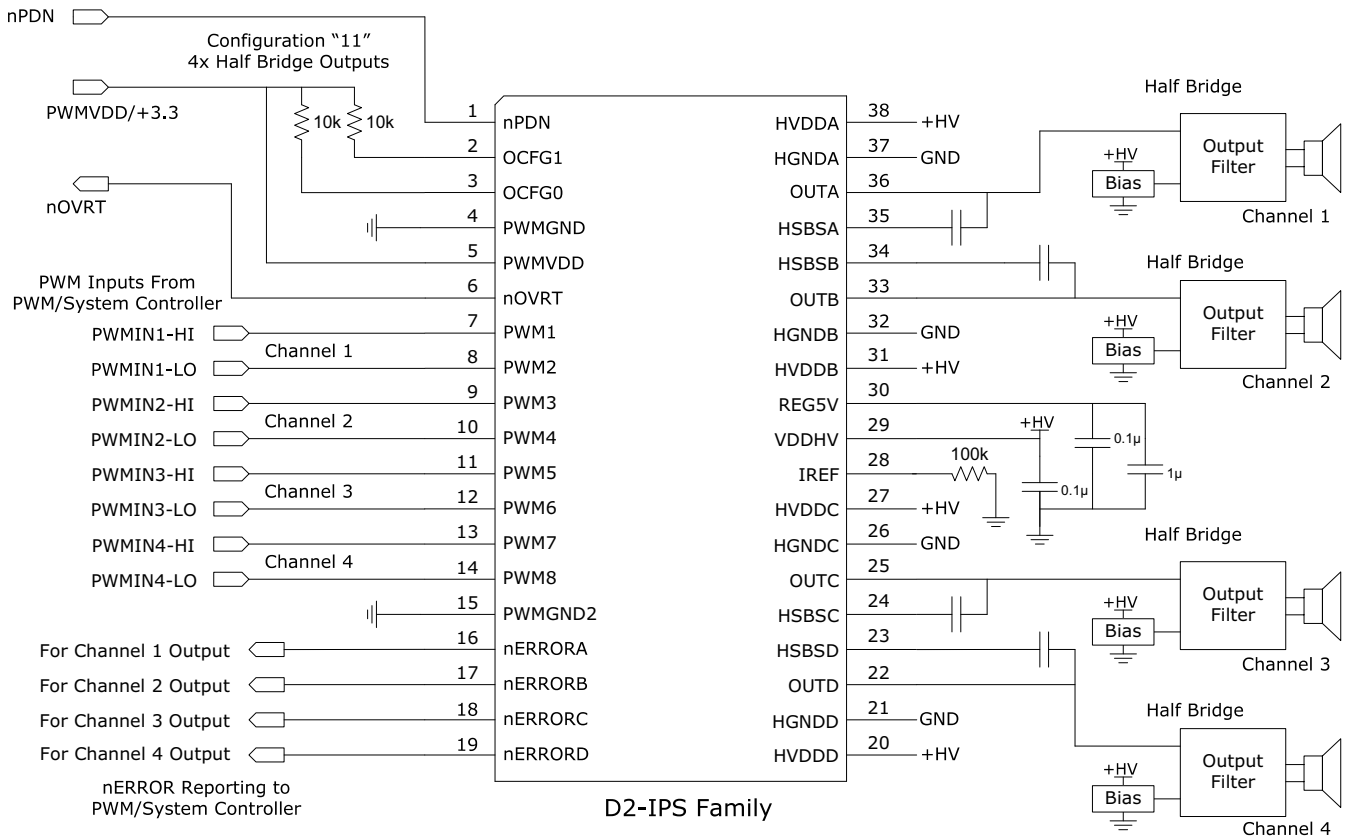 nPDN
Configuration “11”
4x Half Bridge Outputs
PWMVDD/+3.3
10k
10k
nOVRT
PWM Inputs From
PWM/System Controller
PWMIN1-HI
Channel 1
PWMIN1-LO
PWMIN2-HI
Channel 2
PWMIN2-LO
PWMIN3-HI
Channel 3
PWMIN3-LO
PWMIN4-HI
Channel 4
PWMIN4-LO
For Channel 1 Output
For Channel 2 Output
For Channel 3 Output
For Channel 4 Output
nERROR Reporting to
PWM/System Controller
1 nPDN
2 OCFG1
3 OCFG0
4 PWMGND
5 PWMVDD
6 nOVRT
7 PWM1
8 PWM2
9 PWM3
10 PWM4
11 PWM5
12 PWM6
13 PWM7
14 PWM8
15 PWMGND2
16 nERRORA
17 nERRORB
18 nERRORC
19 nERRORD
HVDDA 38 +HV
HGNDA 37 GND
OUTA 36
HSBSA 35
HSBSB 34
OUTB 33
HGNDB 32 GND
HVDDB 31 +HV
REG5V 30
VDDHV 29
IREF 28
HVDDC 27 +HV
HGNDC 26 GND
OUTC 25
HSBSC 24
HSBSD 23
OUTD 22
HGNDD 21 GND
HVDDD 20 +HV
D2-IPS Family
100k
+HV
0.1µ
0.1µ
1µ
Half Bridge
+HV
Bias
Output
Filter
Channel 1
Half Bridge
+HV
Bias
Output
Filter
Channel 2
Half Bridge
+HV
Bias
Output
Filter
Channel 3
Half Bridge
+HV
Bias
Output
Filter
Channel 4